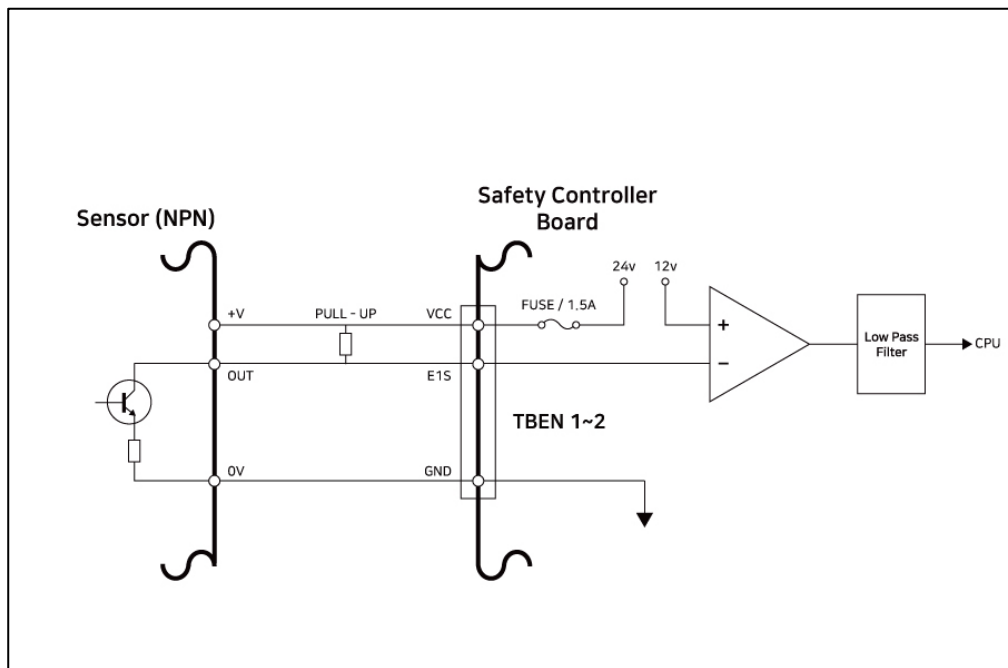 Safety Controller
Board
Sensor (NPN)
24v
12v
+V
PULL - UP
VCC
FUSE / 1.5A
+
Low Pass
Filter
CPU
−
OUT
E1S
TBEN 1~2
0V
GND